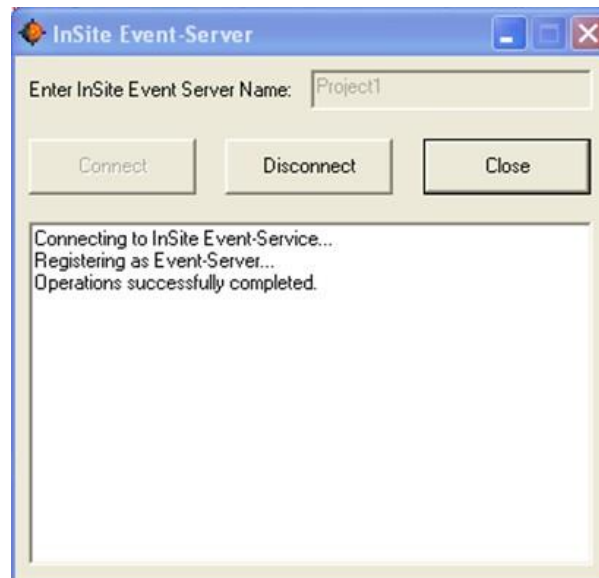 InSite Event-Server
Enter InSite Event Server Name: Project1
Connect Disconnect Close
Connecting to InSite Event-Service...
Registering as Event-Server...
Operations successfully completed.